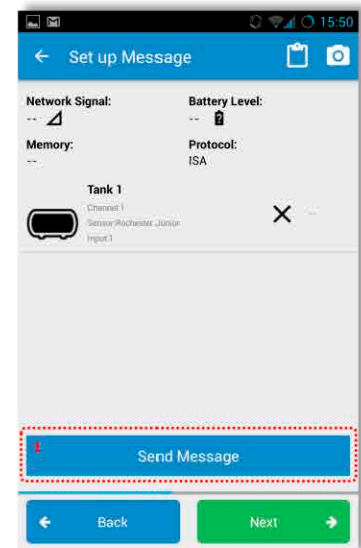 15:50
Set up Message
Network Signal:
Battery Level:
--
--
Memory:
Protocol:
--
ISA
Tank 1
Channel 1
Sensor Rochester Junior
Input 1
--
1
Send Message
Back
Next